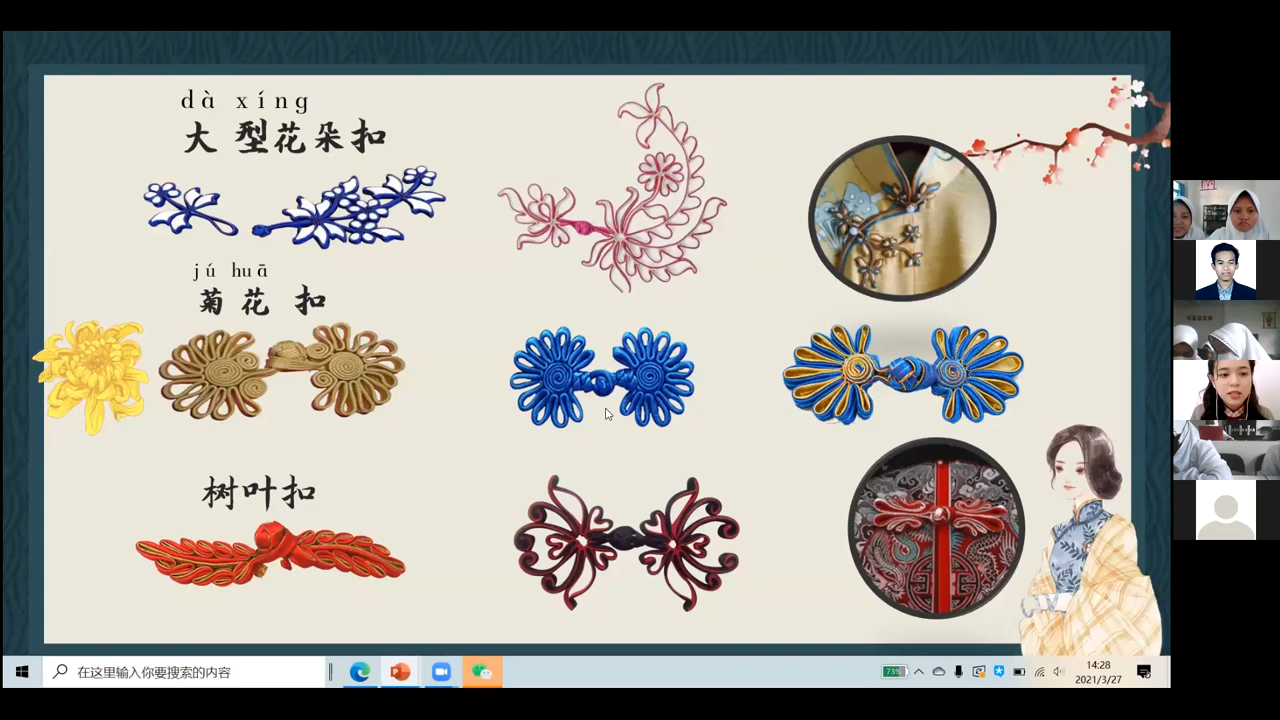 dà xíng
大型花朵扣
jú huā
菊花 扣
树叶扣
在这里输入你要搜索的内容
73%
14:28
2021/3/27